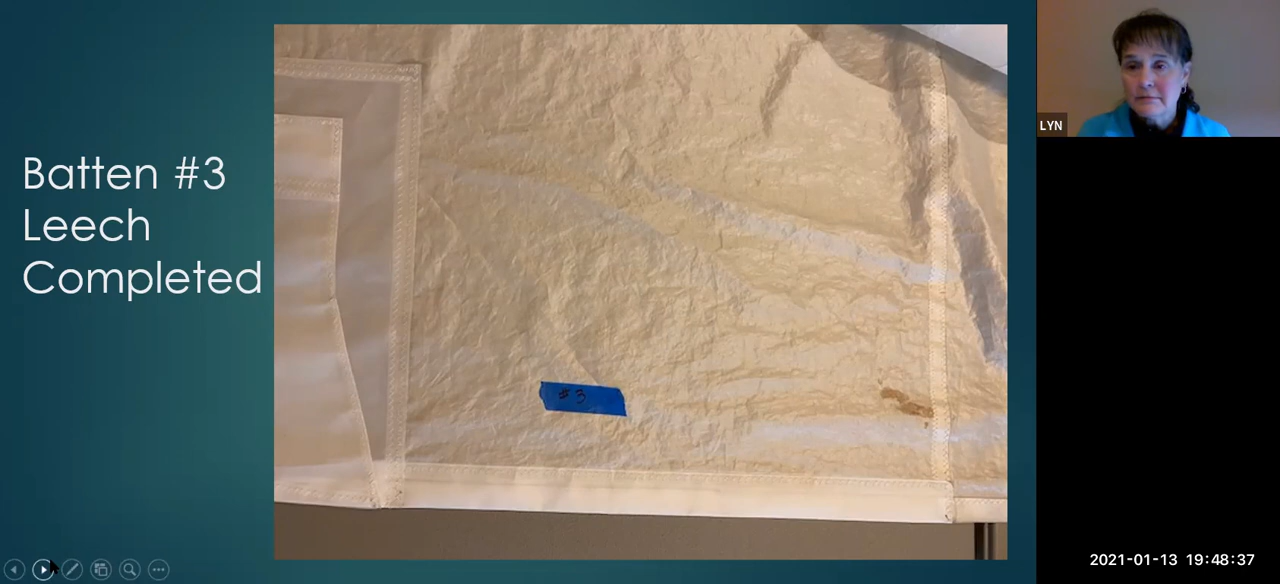 Batten #3
Leech
Completed
#3
LYN
2021-01-13 19:48:37